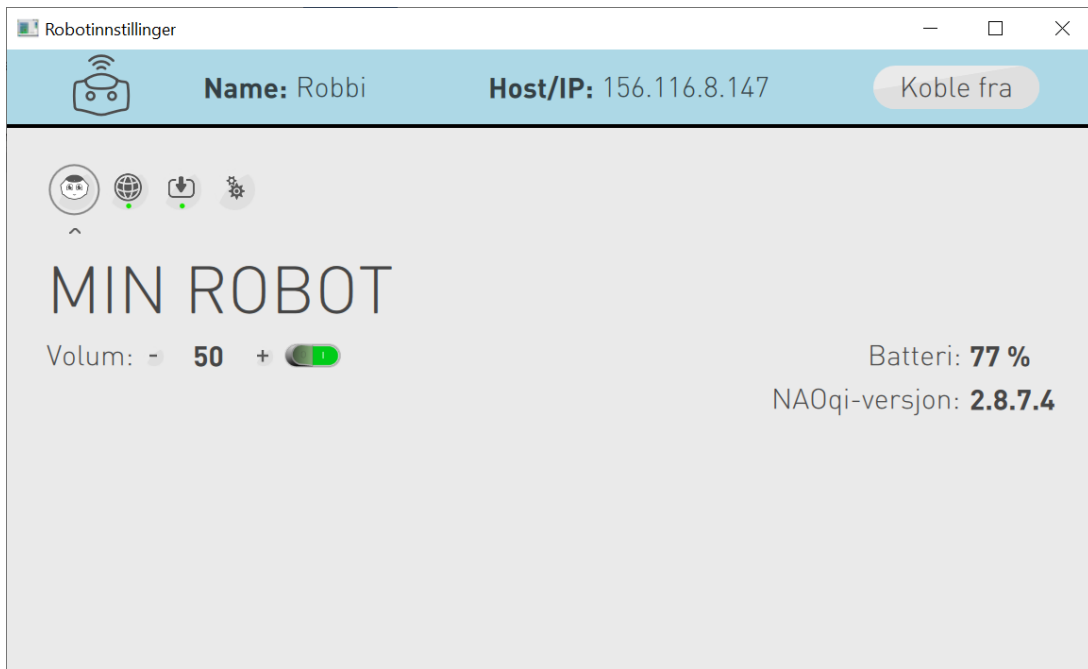 Robotinnstillinger
Name: Robbi Host/IP: 156.116.8.147 Koble fra
MIN ROBOT
Volum: - 50 + Batteri: 77 %
NAOqi-versjon: 2.8.7.4